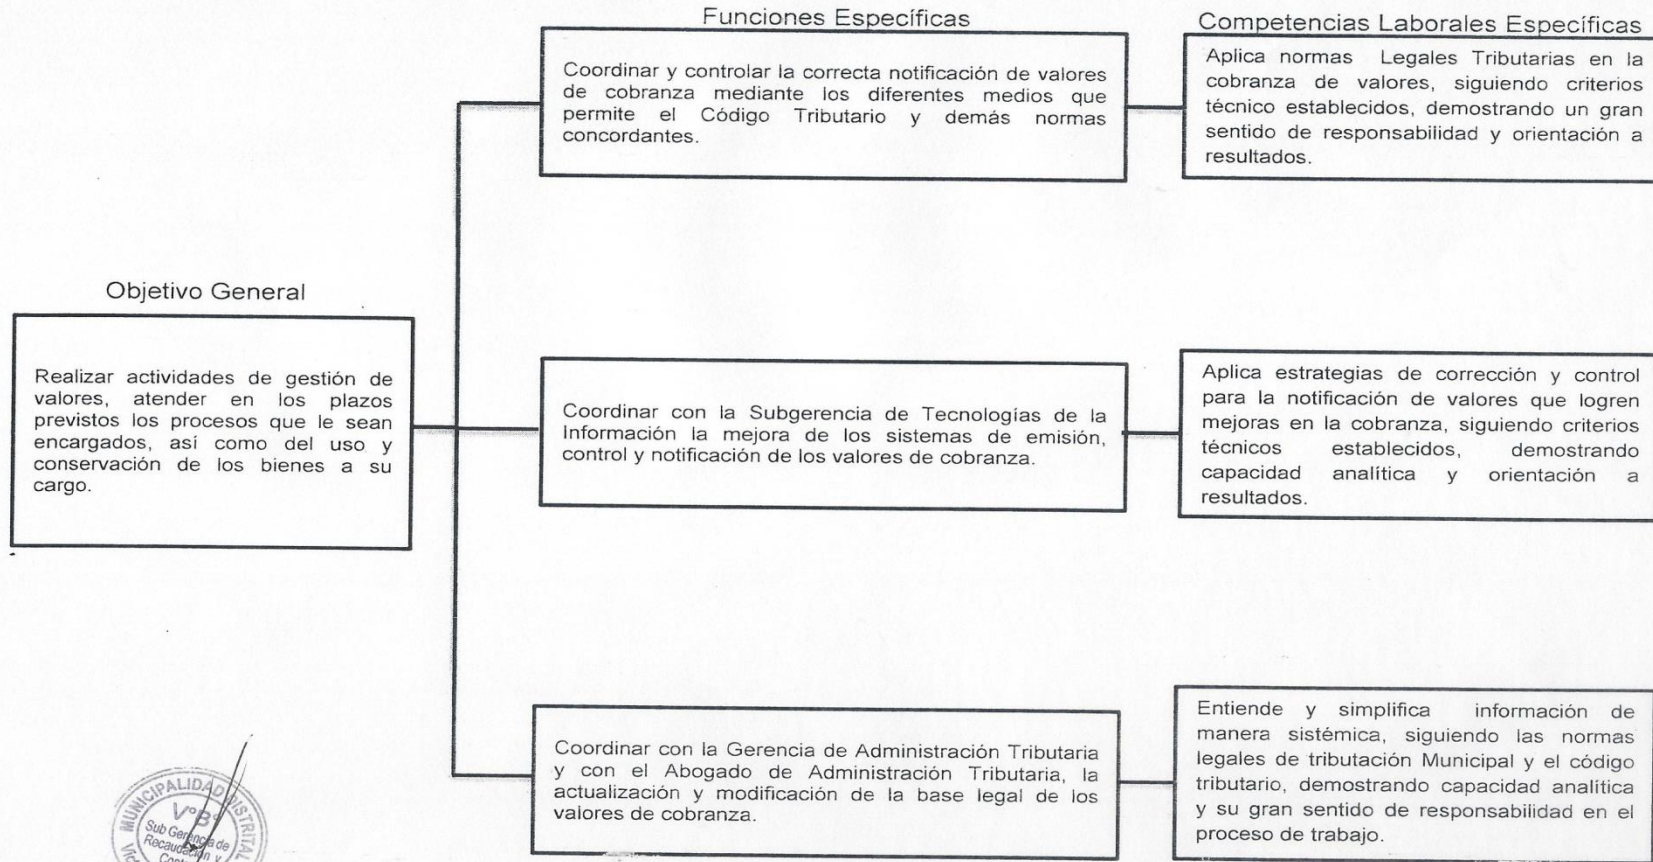 Funciones Específicas
Coordinar y controlar la correcta notificación de valores
de cobranza mediante los diferentes medios que
permite el Código Tributario y demás normas
concordantes.
Competencias Laborales Específicas
Aplica normas Legales Tributarias en la
cobranza de valores, siguiendo criterios
técnico establecidos, demostrando un gran
sentido de responsabilidad y orientación a
resultados.
Objetivo General
Realizar actividades de gestión de
valores, atender en los plazos
previstos los procesos que le sean
encargados, así como del uso y
conservación de los bienes a su
cargo.
Coordinar con la Subgerencia de Tecnologías de la
Información la mejora de los sistemas de emisión,
control y notificación de los valores de cobranza.
Aplica estrategias de corrección y control
para la notificación de valores que logren
mejoras en la cobranza, siguiendo criterios
técnicos establecidos, demostrando
capacidad analítica y orientación a
resultados.
Coordinar con la Gerencia de Administración Tributaria
y con el Abogado de Administración Tributaria, la
actualización y modificación de la base legal de los
valores de cobranza.
Entiende y simplifica información de
manera sistémica, siguiendo las normas
legales de tributación Municipal y el código
tributario, demostrando capacidad analítica
y su gran sentido de responsabilidad en el
proceso de trabajo.
MUNICIPALIDAD DISTRITAL
V°B°
Sub Gerencia de
Recaudación y